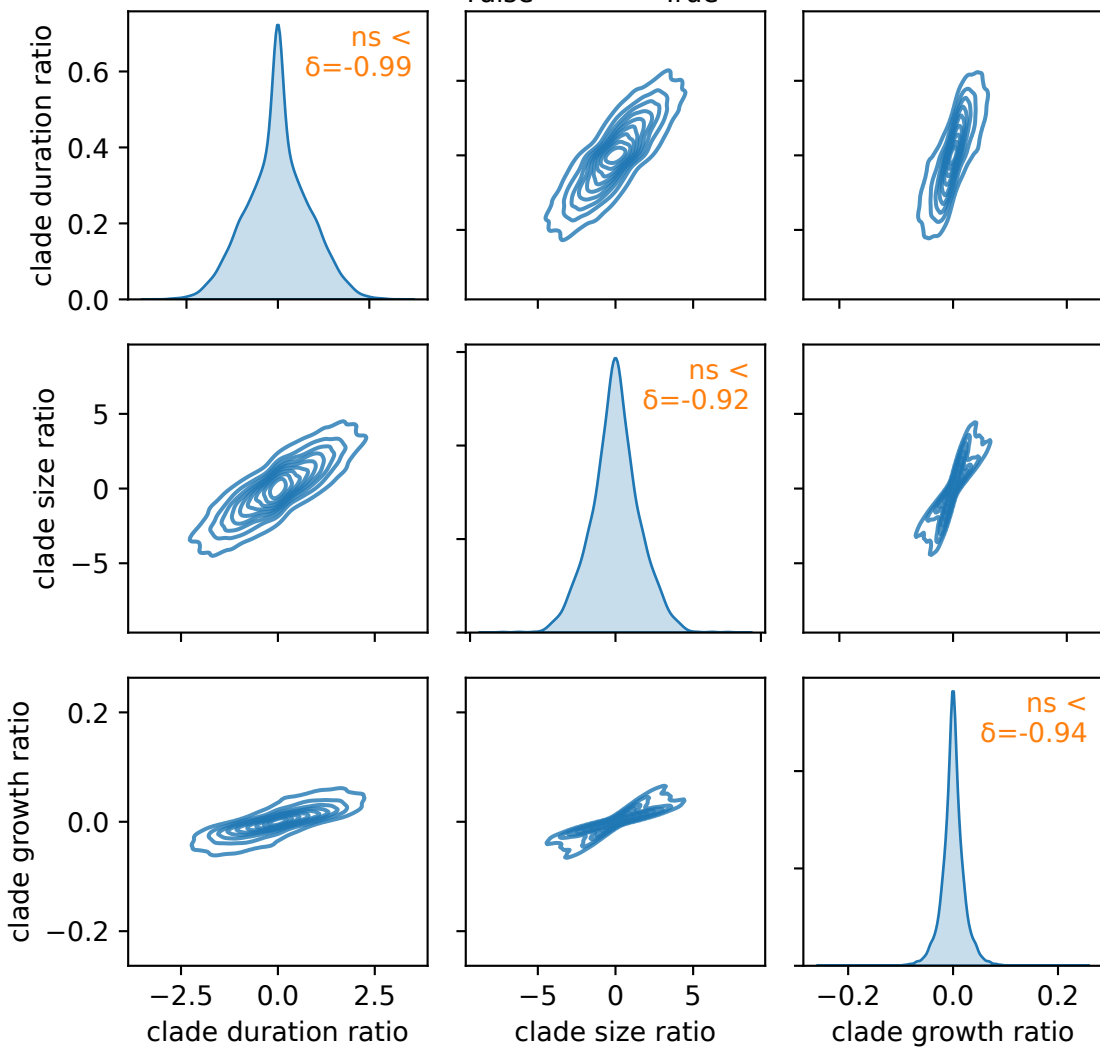 clade duration ratio
0.6
0.4
0.2
0.0
ns <
δ=-0.99
clade size ratio
5
0
−5
ns <
δ=-0.92
clade growth ratio
0.2
0.0
−0.2
ns <
δ=-0.94
−2.5 0.0 2.5
−5 0 5
−0.2 0.0 0.2
clade duration ratio
clade size ratio
clade growth ratio